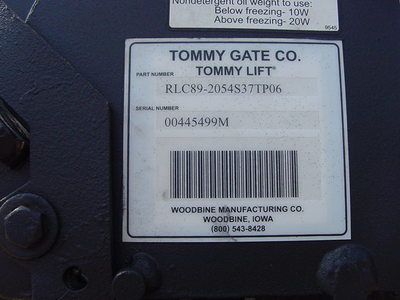 Nondetergent oil weight to use:
Below freezing- 10W
Above freezing- 20W
9545
TOMMY GATE CO.
TOMMY LIFT®
PART NUMBER
RLC89-2054S37TP06
SERIAL NUMBER
00445499M
WOODBINE MANUFACTURING CO.
WOODBINE, IOWA
(800) 543-8428